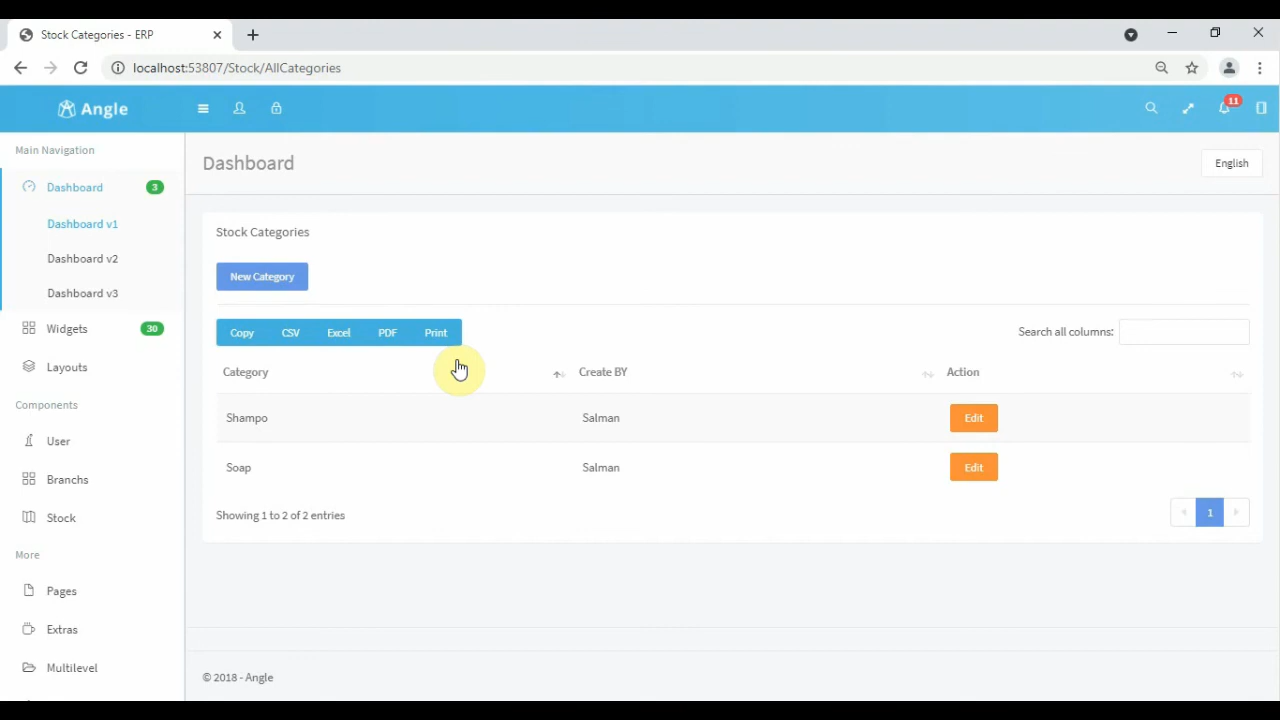 Stock Categories - ERP
localhost:53807/Stock/AllCategories
Angle
11
Main Navigation
Dashboard 3
Dashboard v1
Dashboard v2
Dashboard v3
Widgets 30
Layouts
Components
User
Branchs
Stock
More
Pages
Extras
Multilevel
Dashboard
English
Stock Categories
New Category
Copy CSV Excel PDF Print
Search all columns:
Category Create BY Action
Shampo Salman Edit
Soap Salman Edit
Showing 1 to 2 of 2 entries
1
© 2018 - Angle